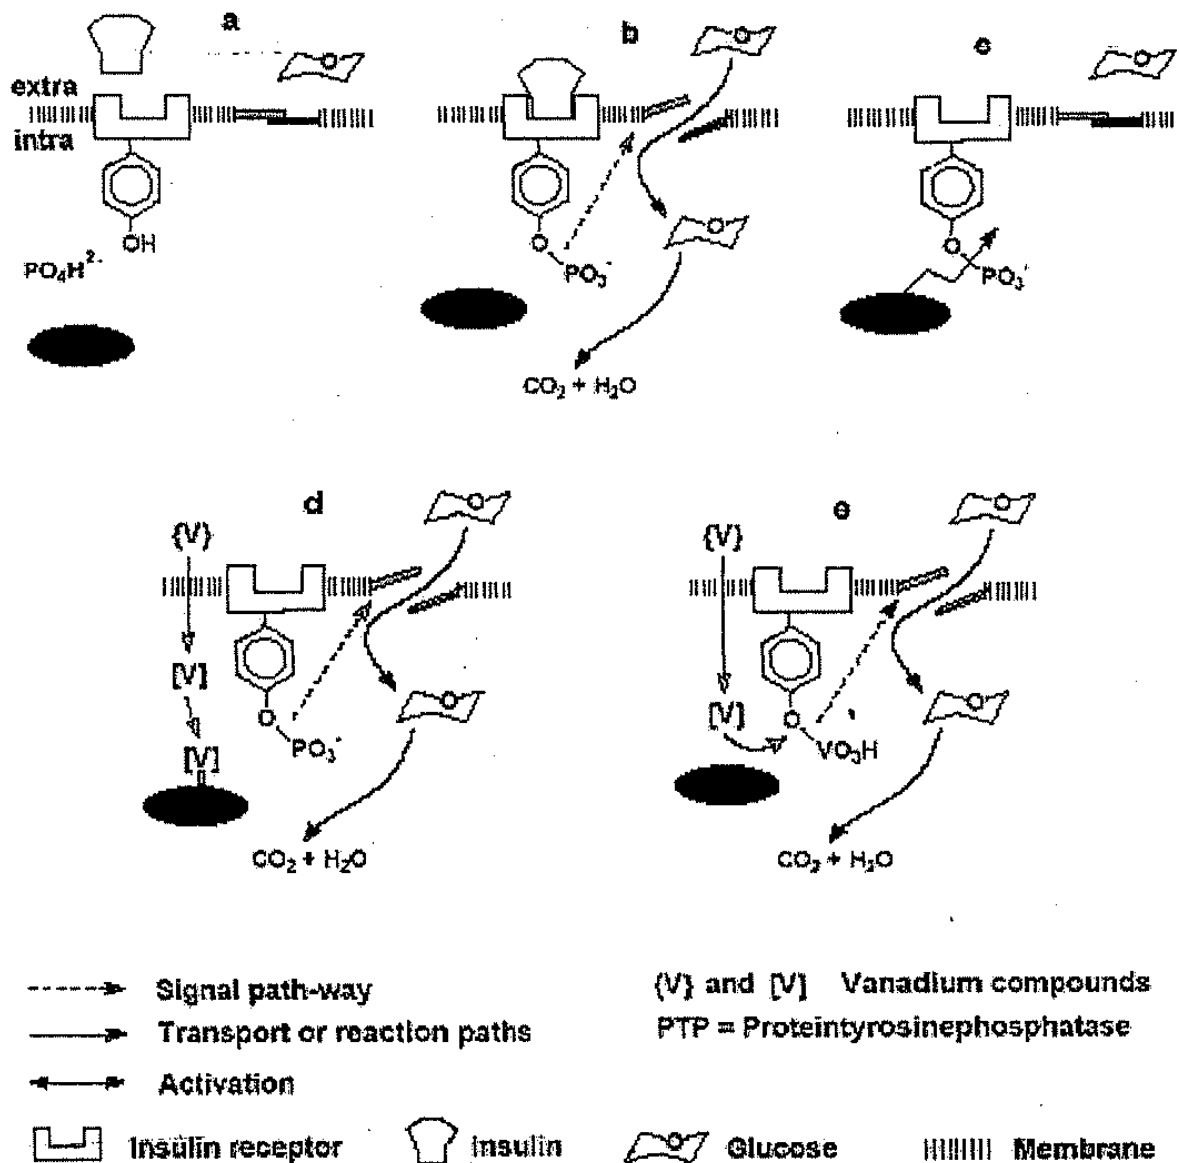 a
b
c
extra
intra
OH
PO₄H²⁻
O
PO₃⁻
CO₂ + H₂O
O
PO₃⁻
d
e
{V}
{V}
[V]
[V]
[V]
O
PO₃⁻
O
VO₃H
CO₂ + H₂O
CO₂ + H₂O
Signal path-way
{V} and [V] Vanadium compounds
Transport or reaction paths
PTP = Proteintyrosinephosphatase
Activation
Insulin receptor
Insulin
Glucose
Membrane